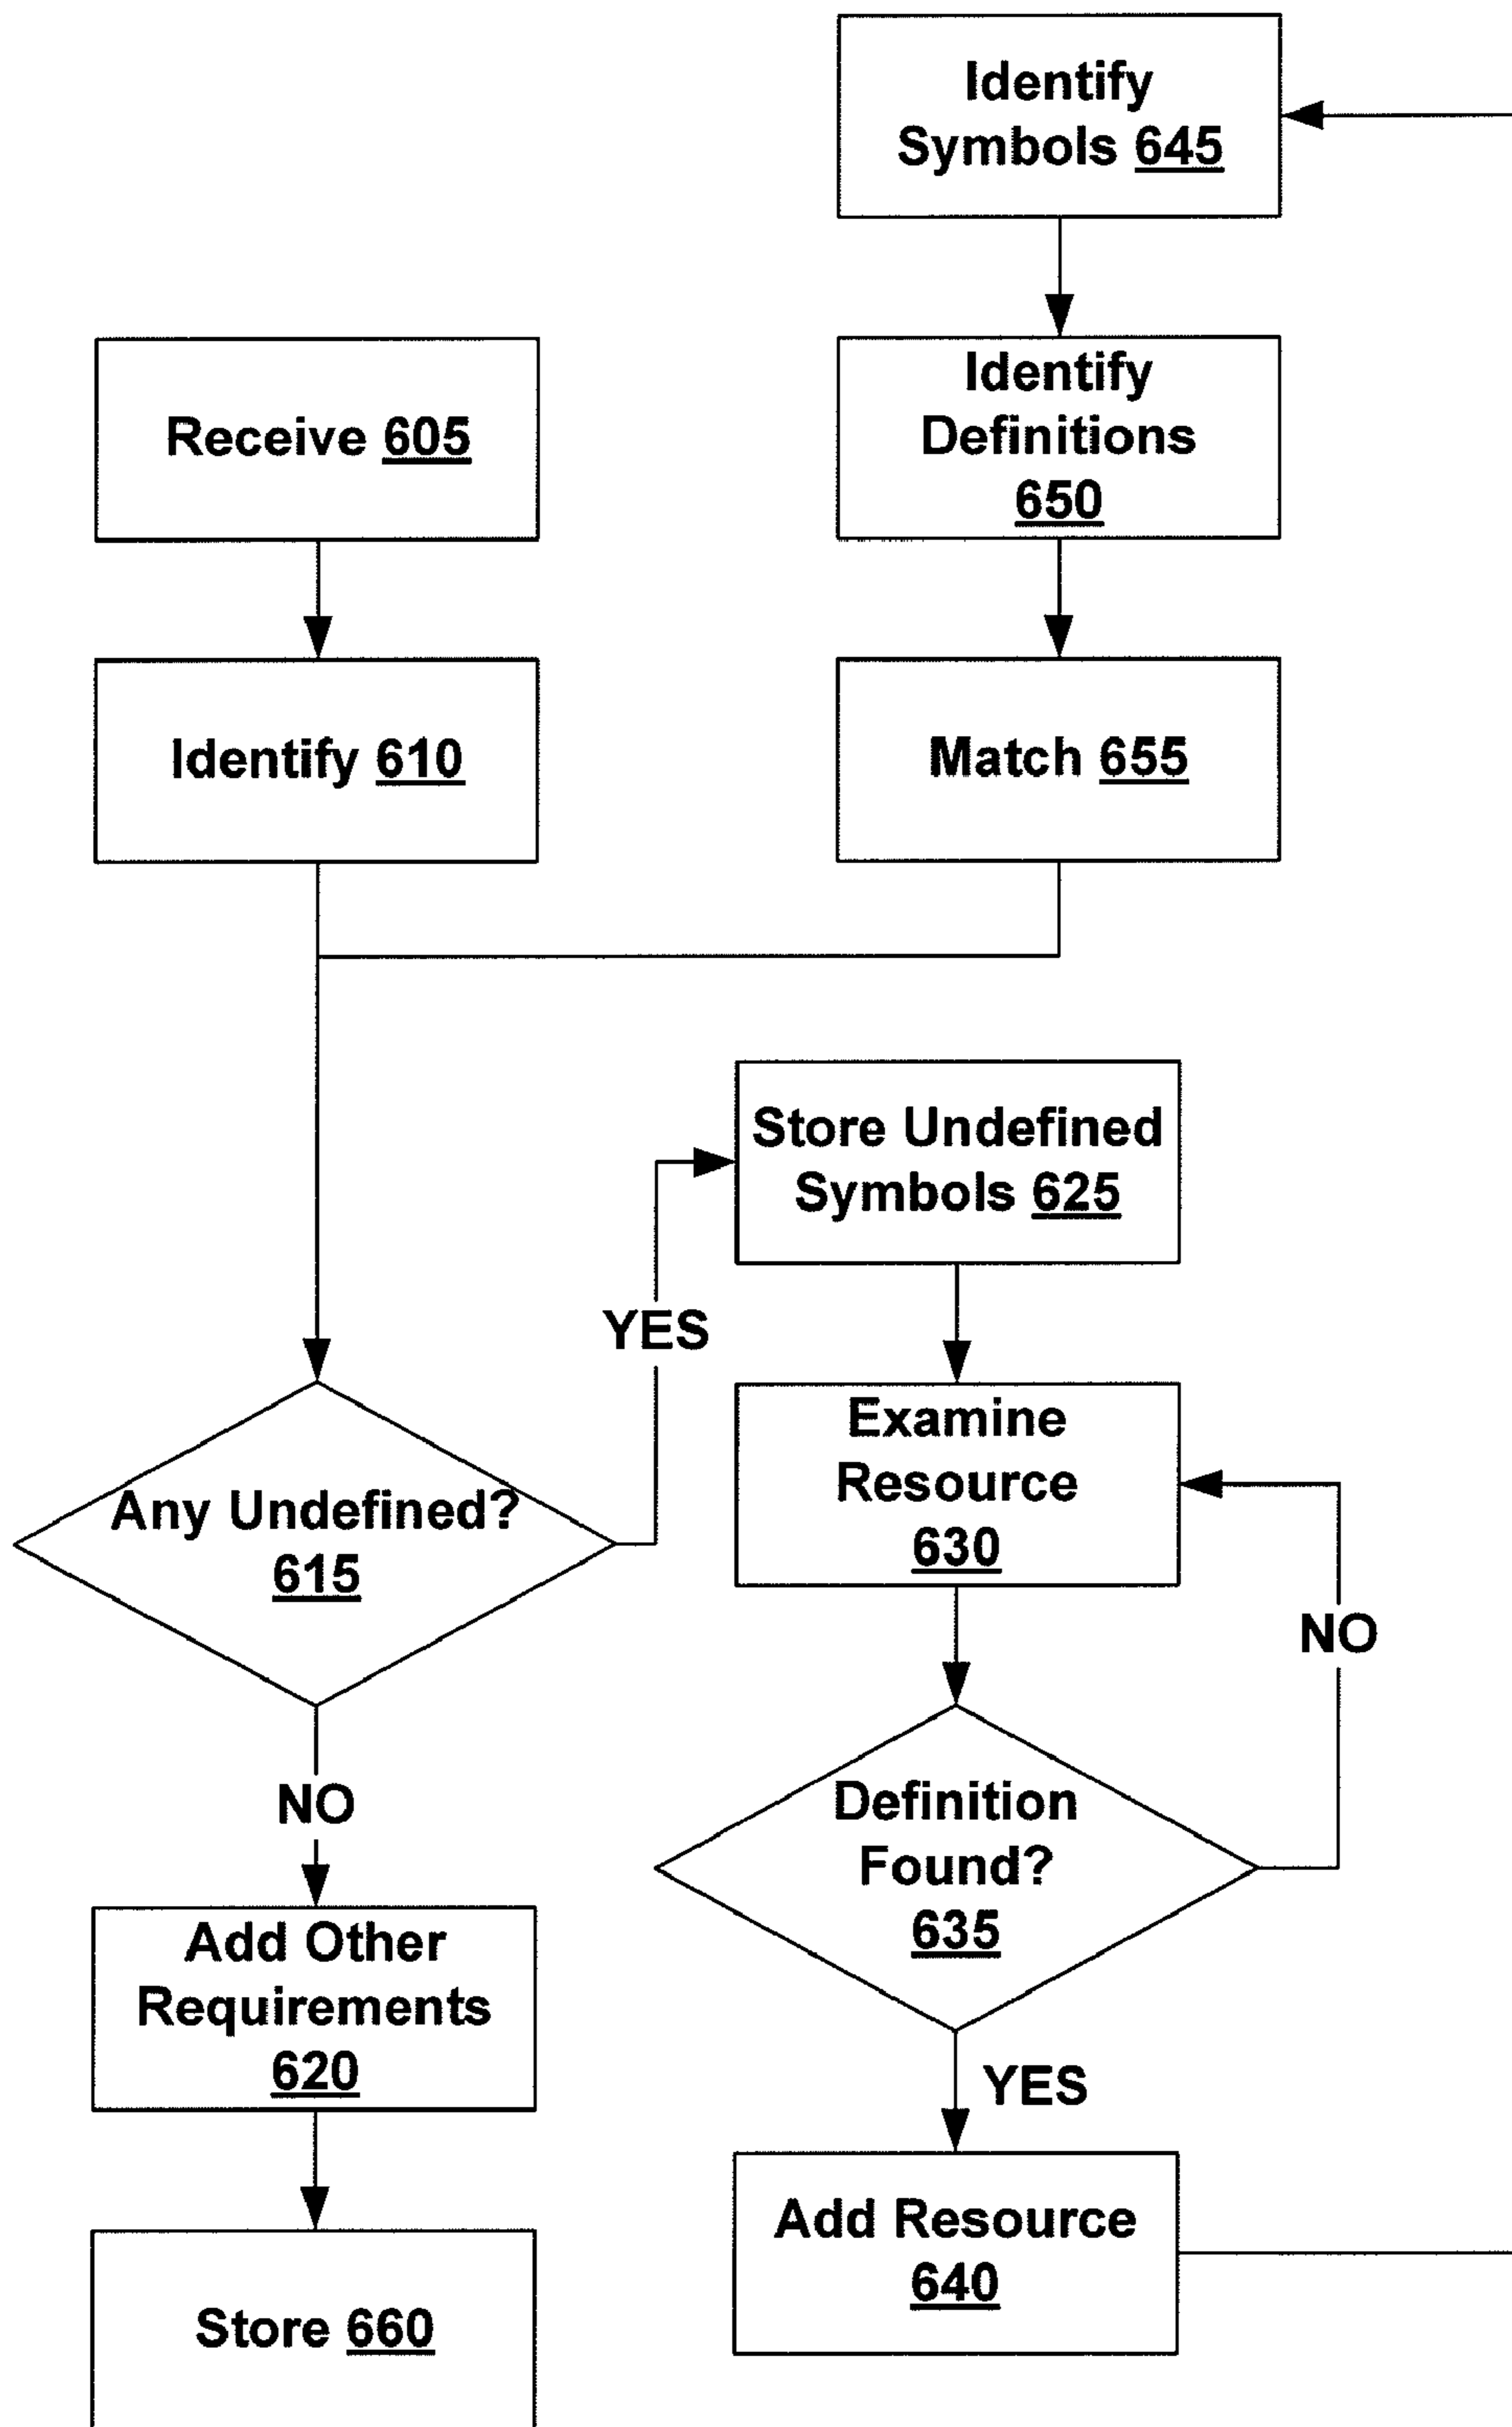 Identify
Symbols 645
Identify
Definitions
650
Receive 605
Identify 610
Match 655
Store Undefined
Symbols 625
YES
Examine
Resource
630
Any Undefined?
615
NO
Definition
Found?
635
NO
YES
Add Other
Requirements
620
Add Resource
640
Store 660